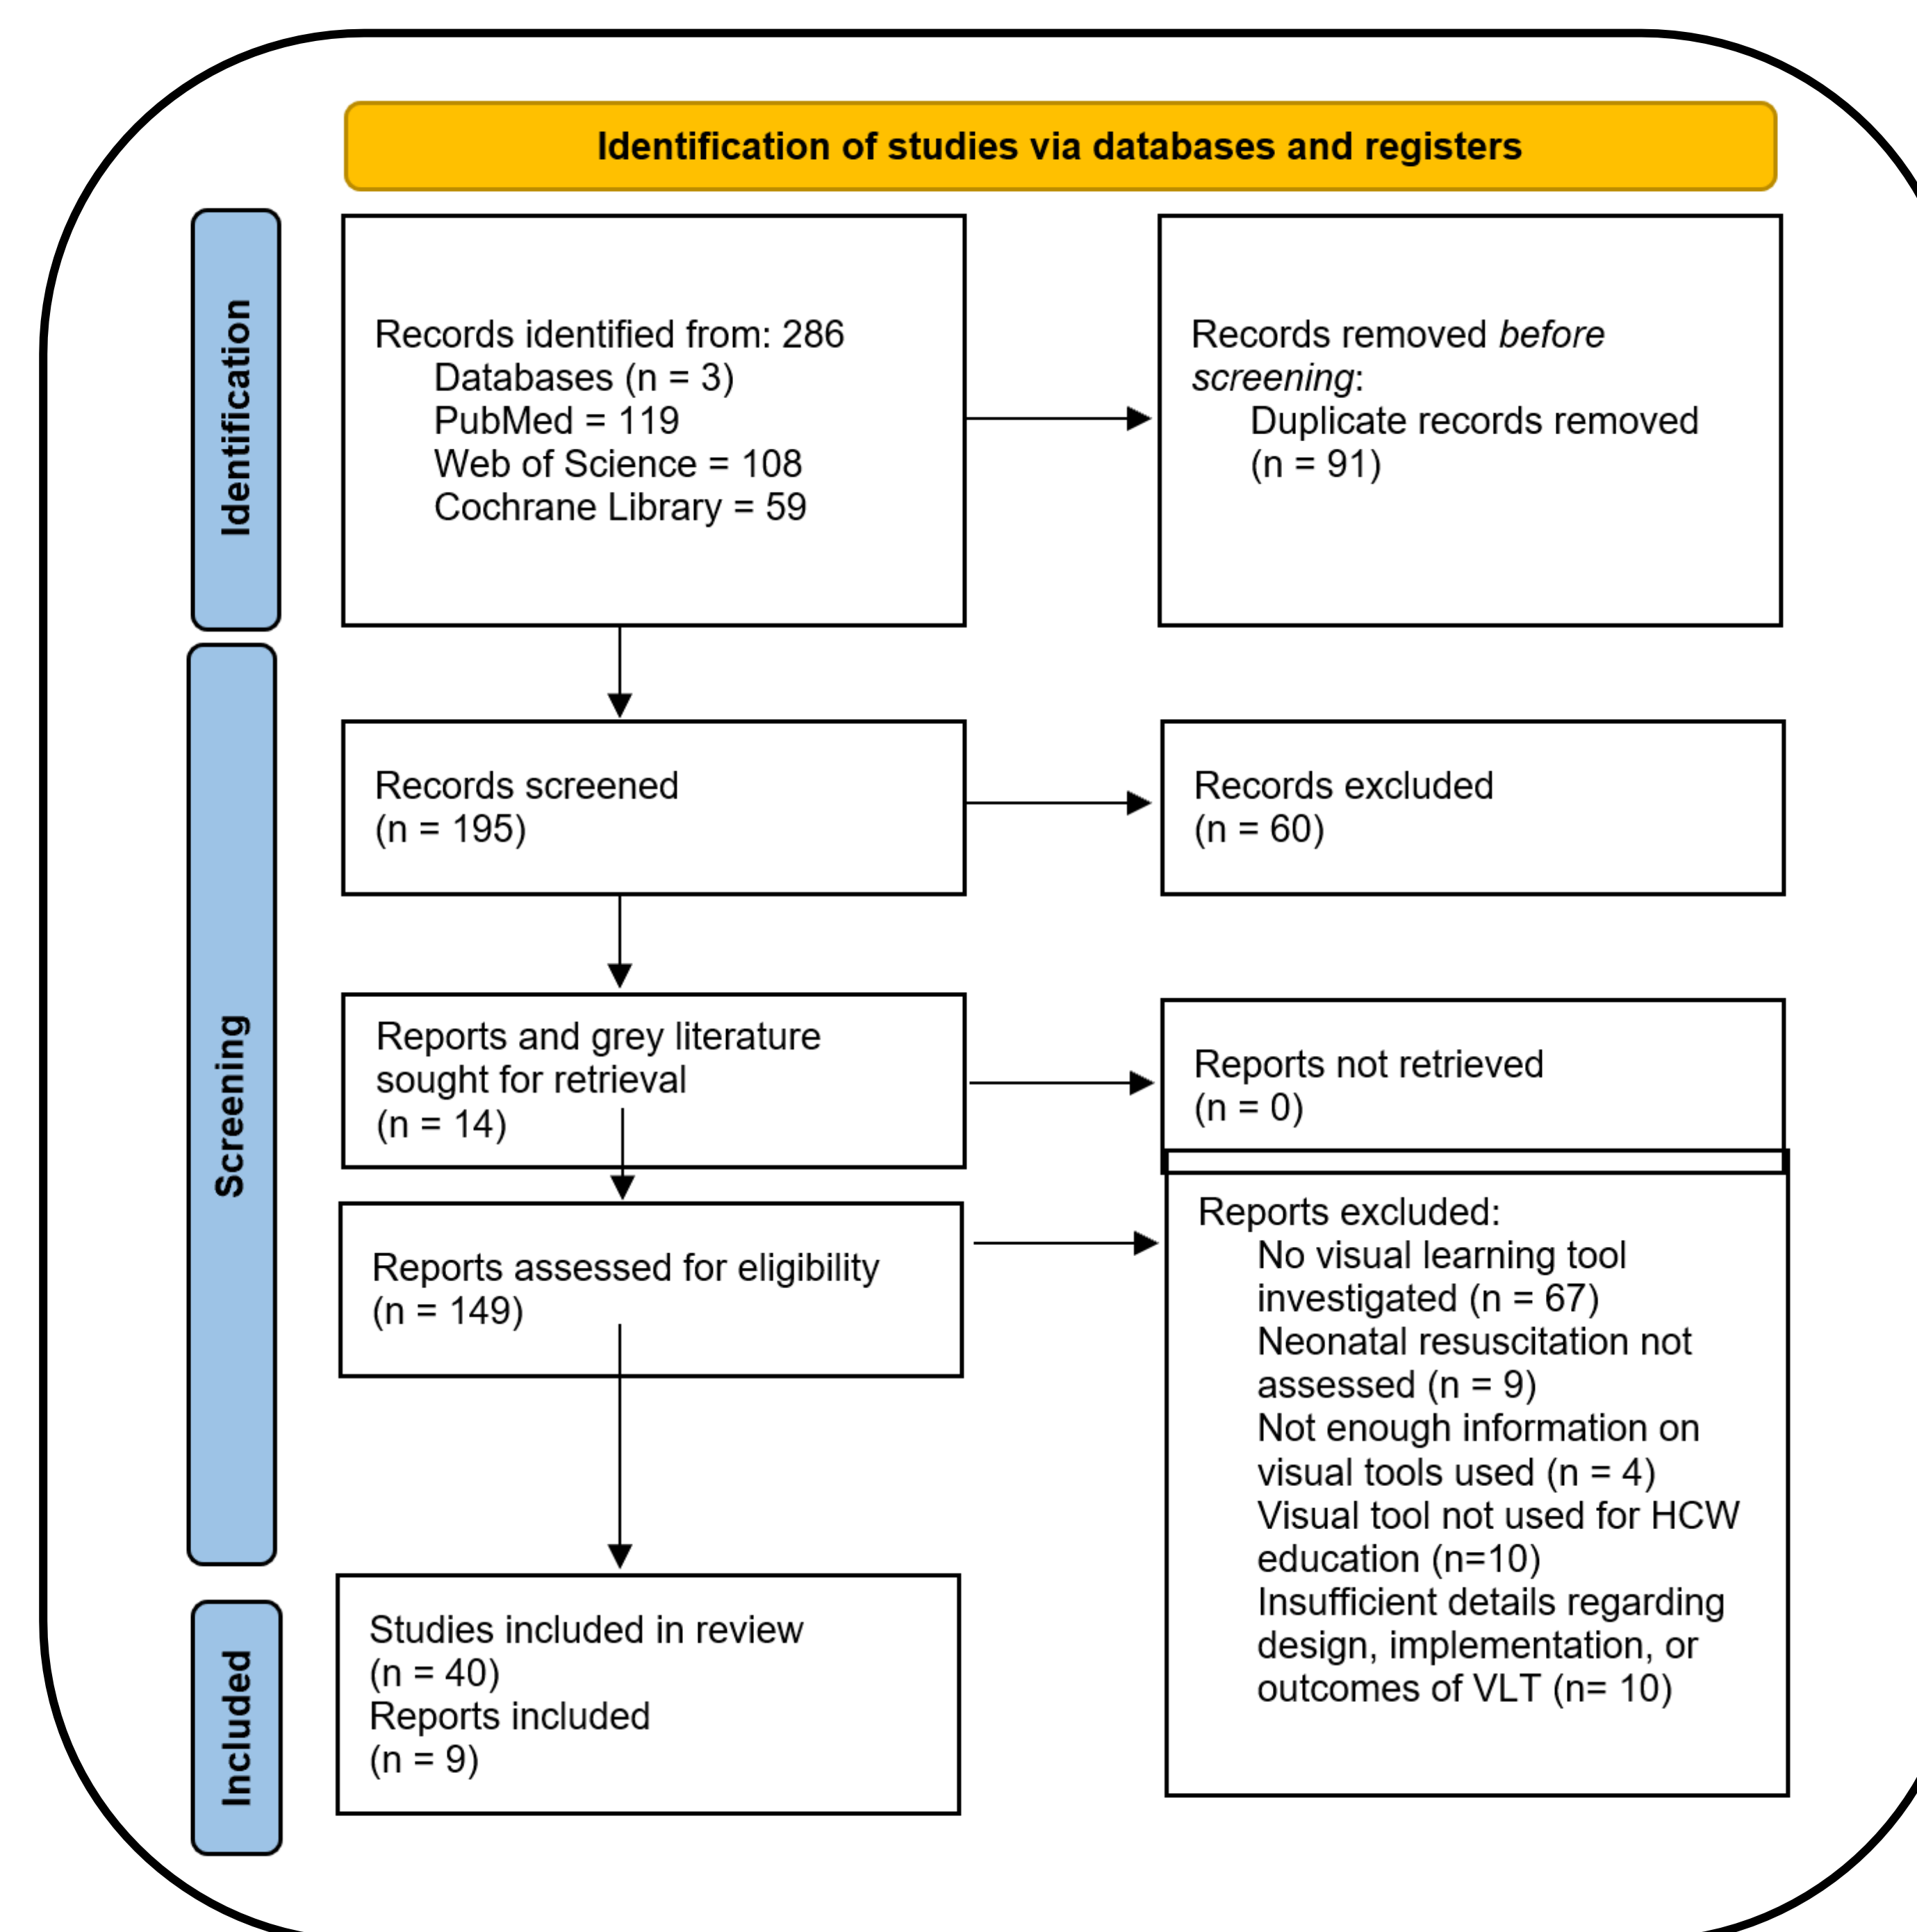 Identification of studies via databases and registers
Identification
Records identified from: 286
Databases (n = 3)
PubMed = 119
Web of Science = 108
Cochrane Library = 59
Records removed before
screening:
Duplicate records removed
(n = 91)
Screening
Records screened
(n = 195)
Records excluded
(n = 60)
Reports and grey literature
sought for retrieval
(n = 14)
Reports not retrieved
(n = 0)
Reports assessed for eligibility
(n = 149)
Reports excluded:
No visual learning tool
investigated (n = 67)
Neonatal resuscitation not
assessed (n = 9)
Not enough information on
visual tools used (n = 4)
Visual tool not used for HCW
education (n=10)
Insufficient details regarding
design, implementation, or
outcomes of VLT (n= 10)
Included
Studies included in review
(n = 40)
Reports included
(n = 9)